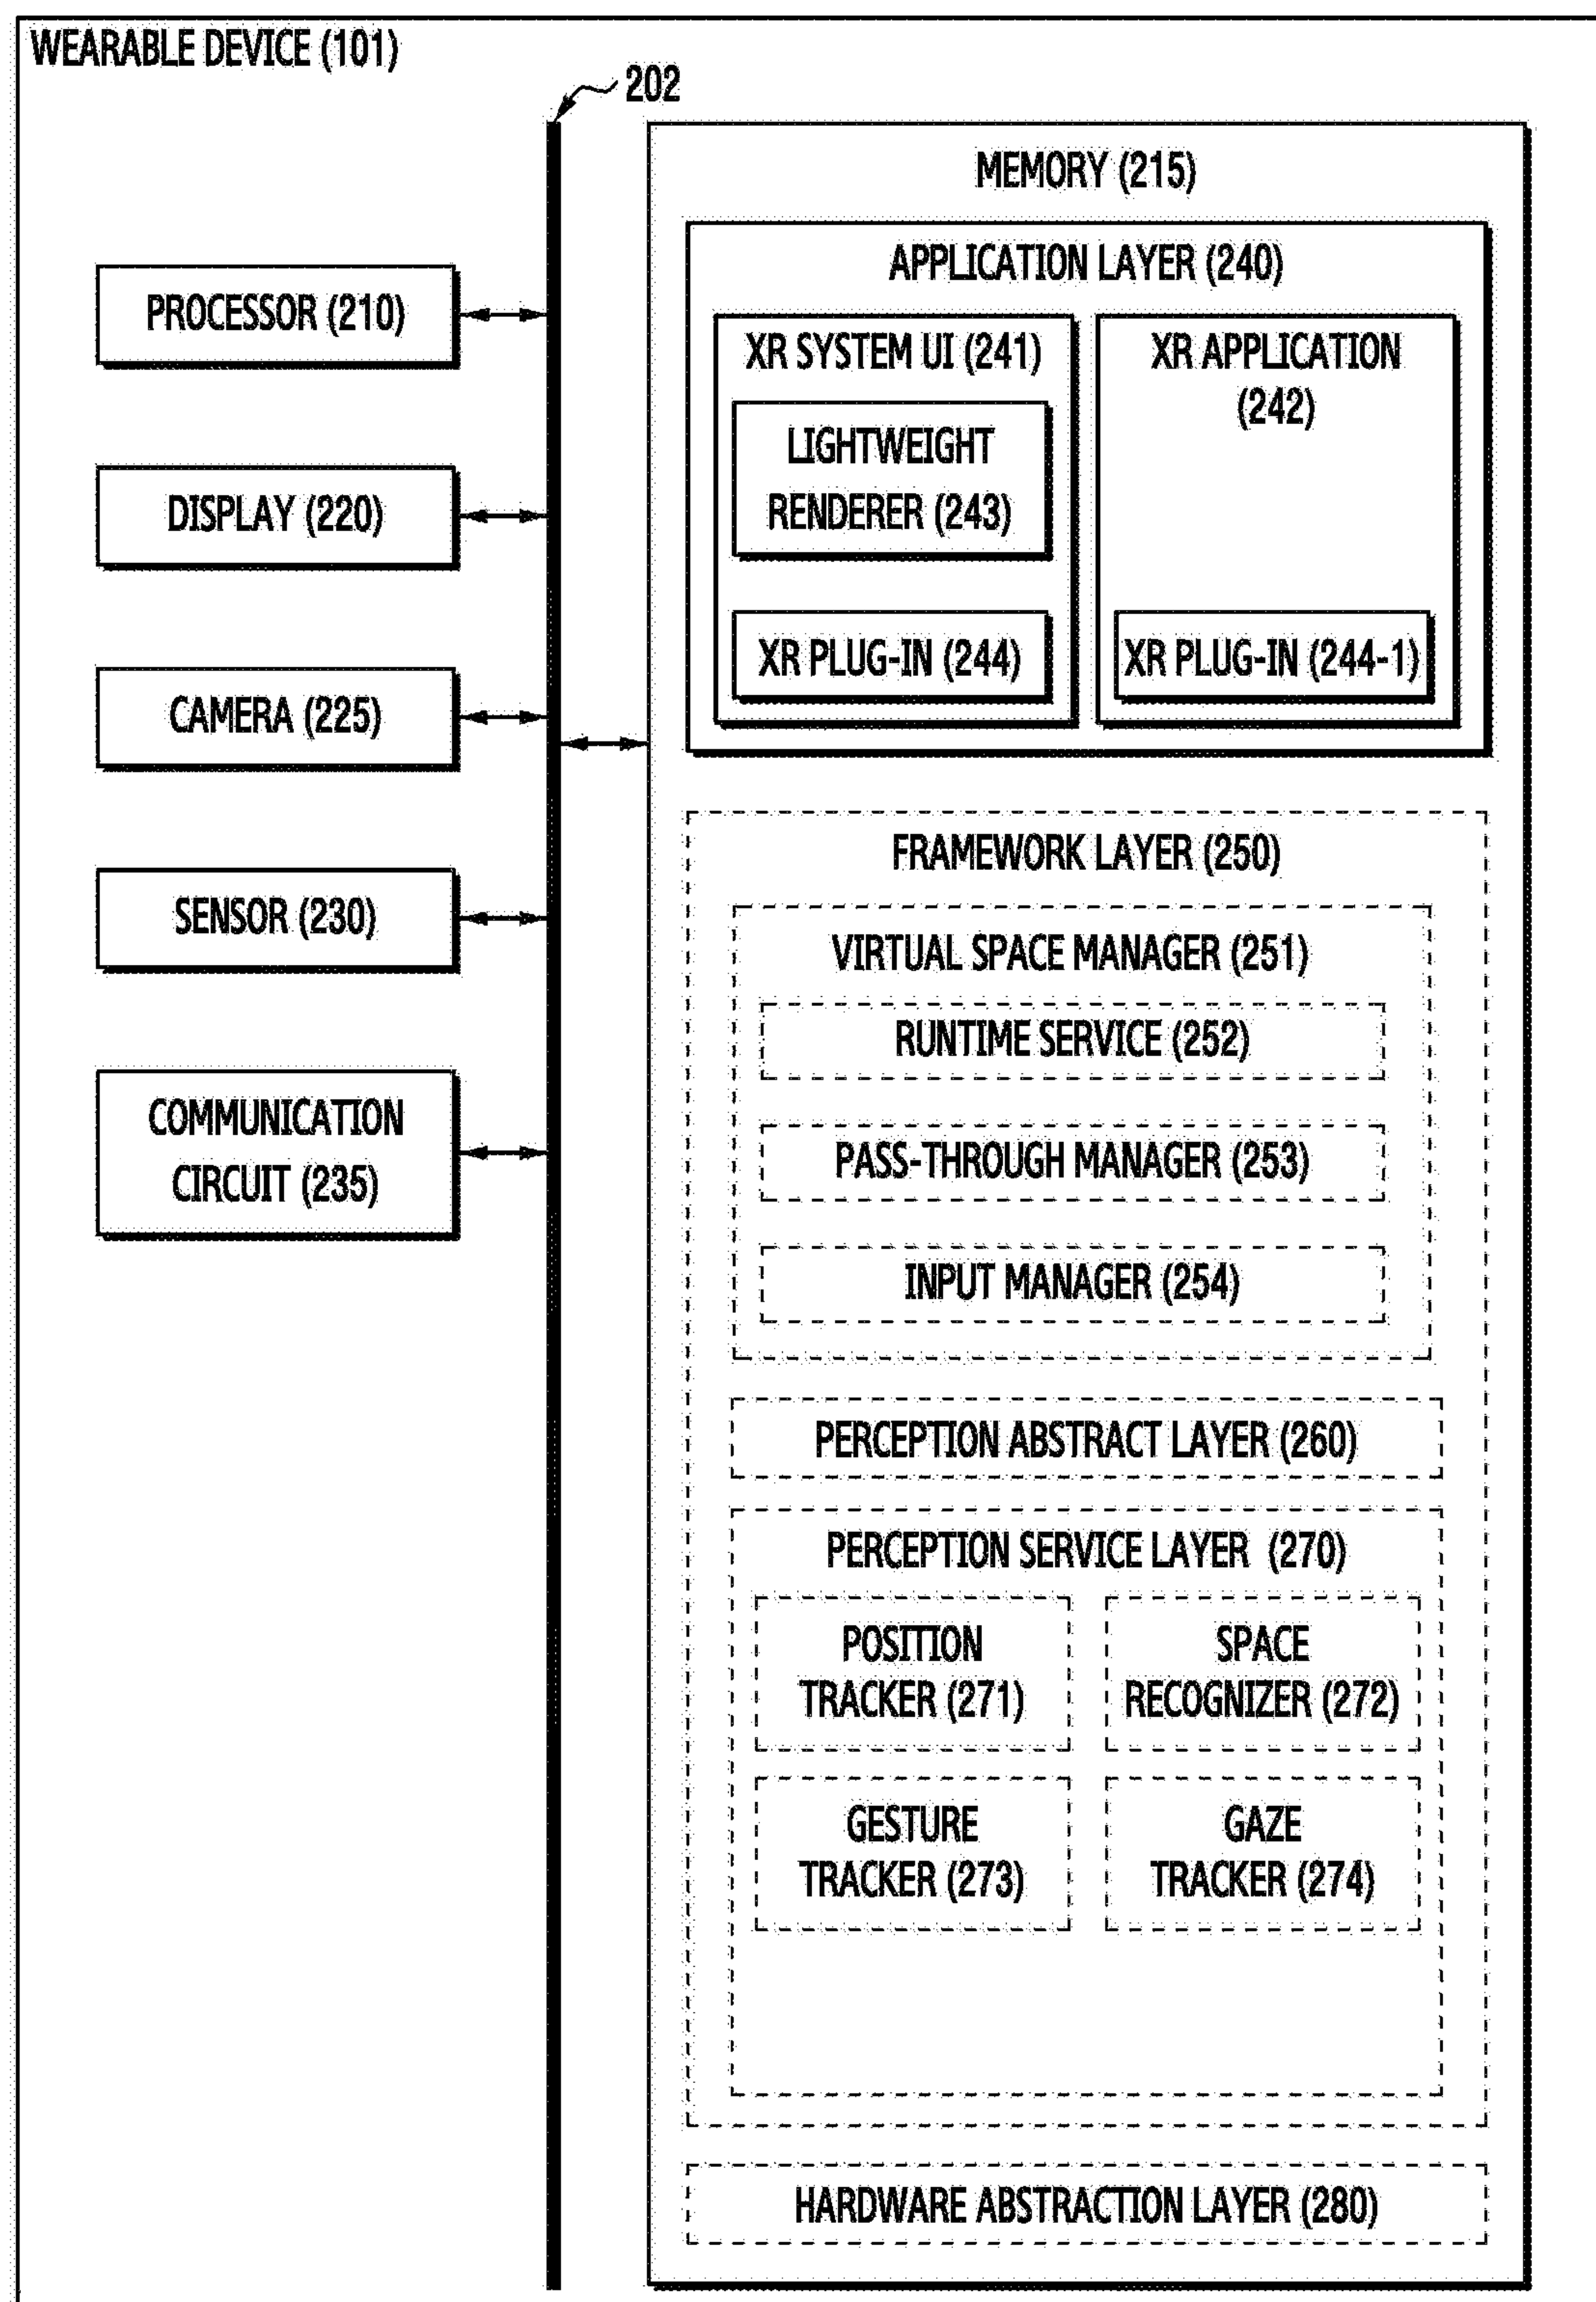 WEARABLE DEVICE (101)
202
PROCESSOR (210)
DISPLAY (220)
CAMERA (225)
SENSOR (230)
COMMUNICATION
CIRCUIT (235)
MEMORY (215)
APPLICATION LAYER (240)
XR SYSTEM UI (241)
LIGHTWEIGHT
RENDERER (243)
XR PLUG-IN (244)
XR APPLICATION
(242)
XR PLUG-IN (244-1)
FRAMEWORK LAYER (250)
VIRTUAL SPACE MANAGER (251)
RUNTIME SERVICE (252)
PASS-THROUGH MANAGER (253)
INPUT MANAGER (254)
PERCEPTION ABSTRACT LAYER (260)
PERCEPTION SERVICE LAYER (270)
POSITION
TRACKER (271)
SPACE
RECOGNIZER (272)
GESTURE
TRACKER (273)
GAZE
TRACKER (274)
HARDWARE ABSTRACTION LAYER (280)